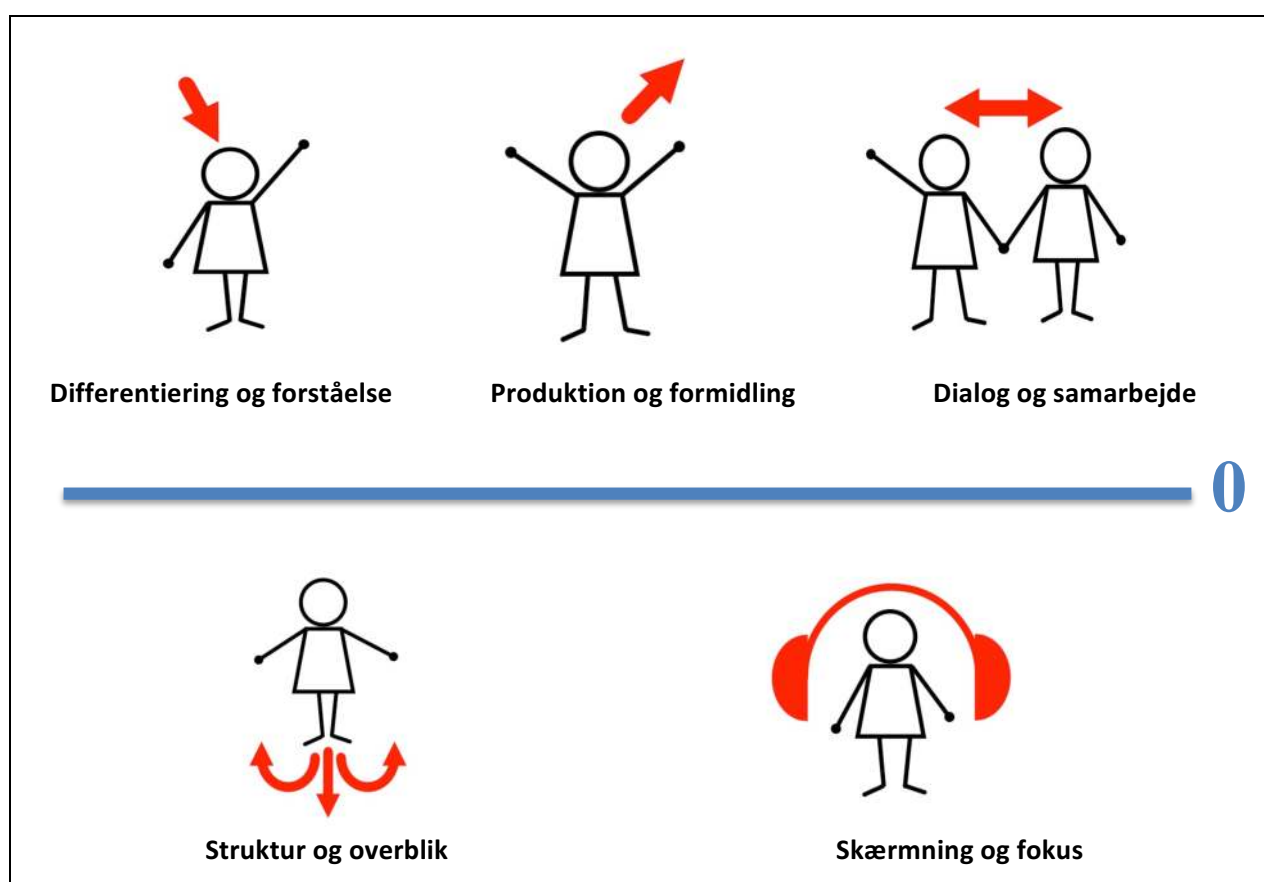 Differentiering og forståelse
Produktion og formidling
Dialog og samarbejde
0
Struktur og overblik
Skærmning og fokus